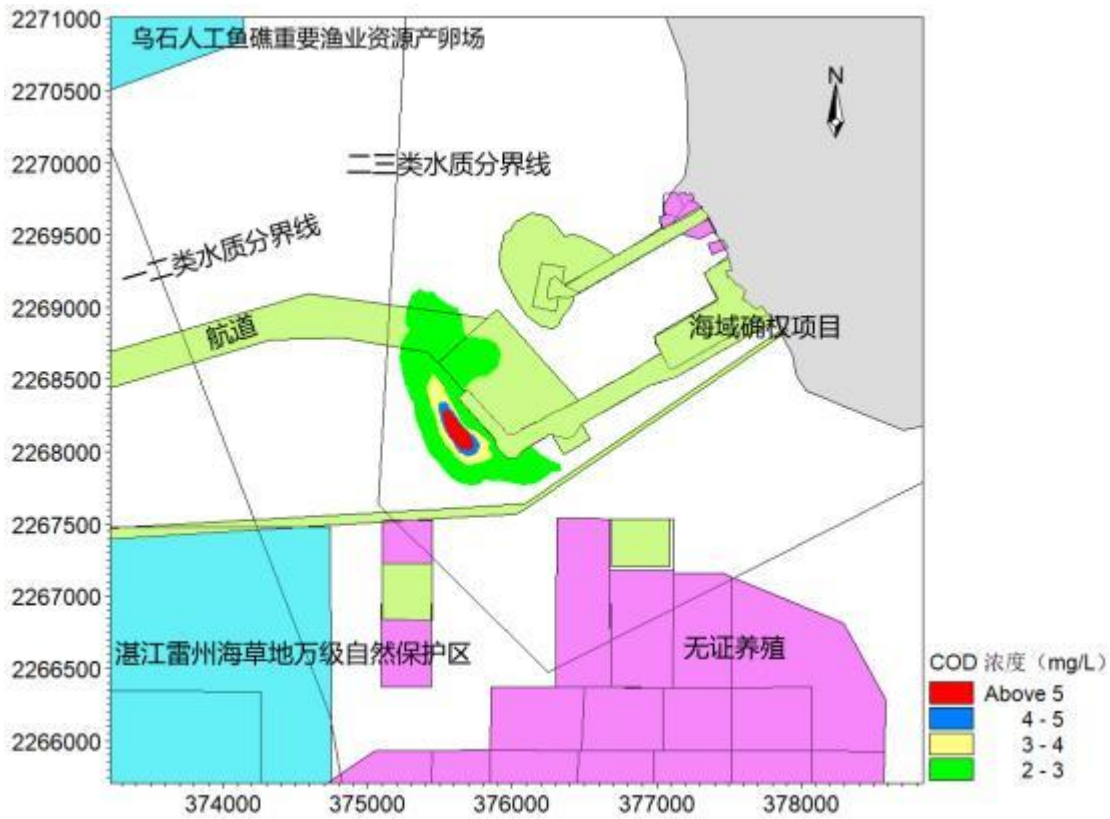 2271000
乌石人工鱼礁重要渔业资源产卵场
2270500
N
2270000
二三类水质分界线
2269500
一二类水质分界线
2269000
航道
海域确权项目
2268500
2268000
2267500
2267000
湛江雷州海草地万级自然保护区
无证养殖
2266500
COD 浓度（mg/L）
Above 5
4 - 5
3 - 4
2 - 3
2266000
374000 375000 376000 377000 378000